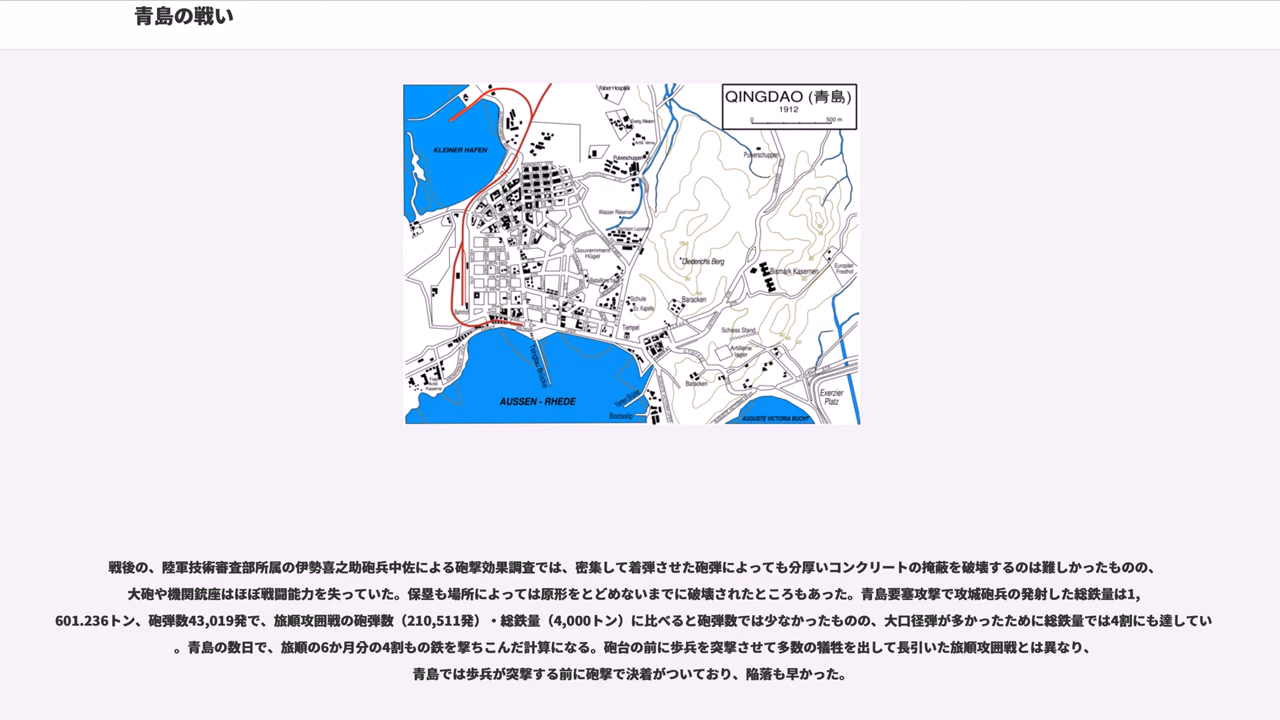 青島の戦い
QINGDAO (青島)
1912
0 500 m
Faber Hospital
KLEINER HAFEN
Pulverschuppen
Pulverschuppen
Gouvernement
Hügel
Diederichs Berg
Bismark Kasernen
Europäer
Friedhof
Schule
Ev. Kapelle
Baracken
Tempel
Schiess Stand
Artillerie
lager
Baracken
Tsingtau Brücke
AUSSEN - RHEDE
Bootsslip
Exerzier
Platz
AUGUSTE VICTORIA BUCHT
戦後の、陸軍技術審査部所属の伊勢喜之助砲兵中佐による砲撃効果調査では、密集して着弾させた砲弾によっても分厚いコンクリートの掩蔽を破壊するのは難しかったものの、
大砲や機関銃座はほぼ戦闘能力を失っていた。保塁も場所によっては原形をとどめないまでに破壊されたところもあった。青島要塞攻撃で攻城砲兵の発射した総鉄量は1,
601.236トン、砲弾数43,019発で、旅順攻囲戦の砲弾数（210,511発）・総鉄量（4,000トン）に比べると砲弾数では少なかったものの、大口径弾が多かったために総鉄量では4割にも達してい
。青島の数日で、旅順の6か月分の4割もの鉄を撃ちこんだ計算になる。砲台の前に歩兵を突撃させて多数の犠牲を出して長引いた旅順攻囲戦とは異なり、
青島では歩兵が突撃する前に砲撃で決着がついており、陥落も早かった。